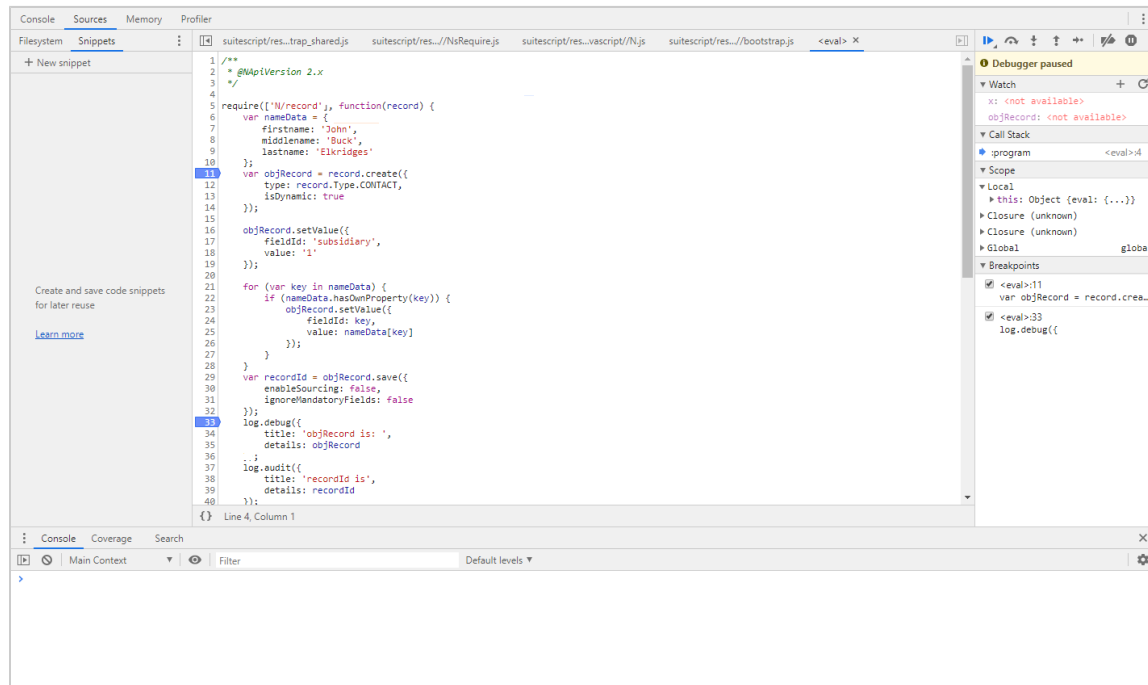 Console Sources Memory Profiler
Filesystem Snippets
suitescript/res...trap_shared.js suitescript/res...//NsRequire.js suitescript/res...vascript//N.js suitescript/res...//bootstrap.js <eval> ×
+ New snippet
Create and save code snippets
for later reuse
Learn more
1 /**
2 * @NApiVersion 2.x
3 */
4
5 require(['N/record'], function(record) {
6 var nameData = {
7 firstname: 'John',
8 middlename: 'Buck',
9 lastname: 'Elkridges'
10 };
11 var objRecord = record.create({
12 type: record.Type.CONTACT,
13 isDynamic: true
14 });
15
16 objRecord.setValue({
17 fieldId: 'subsidiary',
18 value: '1'
19 });
20
21 for (var key in nameData) {
22 if (nameData.hasOwnProperty(key)) {
23 objRecord.setValue({
24 fieldId: key,
25 value: nameData[key]
26 });
27 }
28 }
29 var recordId = objRecord.save({
30 enableSourcing: false,
31 ignoreMandatoryFields: false
32 });
33 log.debug({
34 title: 'objRecord is: ',
35 details: objRecord
36 ..;
37 log.audit({
38 title: 'recordId is',
39 details: recordId
40 });
{} Line 4, Column 1
Debugger paused
Watch
x: <not available>
objRecord: <not available>
Call Stack
:program <eval>:4
Scope
Local
this: Object {eval: {...}}
Closure (unknown)
Closure (unknown)
Global globa
Breakpoints
<eval>:11
var objRecord = record.crea...
<eval>:33
log.debug({
Console Coverage Search
Main Context Filter Default levels